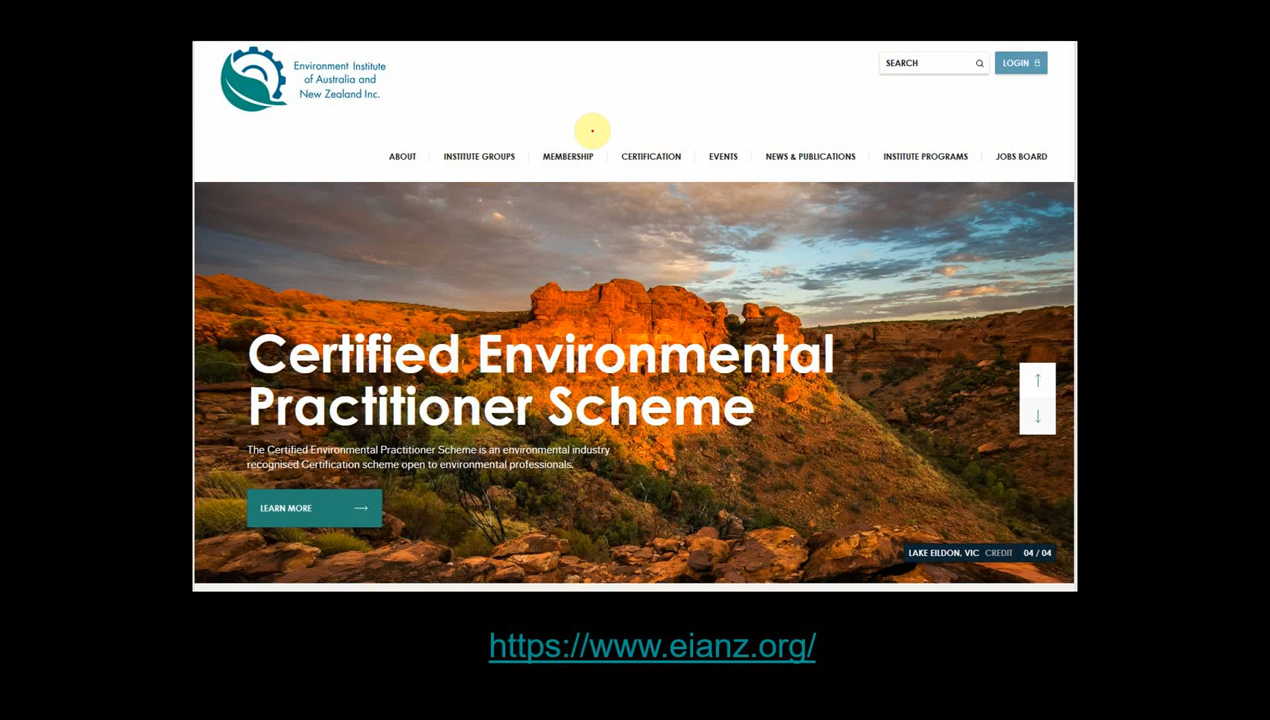 Environment Institute
of Australia and
New Zealand Inc.
SEARCH
LOGIN
ABOUT
INSTITUTE GROUPS
MEMBERSHIP
CERTIFICATION
EVENTS
NEWS & PUBLICATIONS
INSTITUTE PROGRAMS
JOBS BOARD
Certified Environmental
Practitioner Scheme
The Certified Environmental Practitioner Scheme is an environmental industry
recognised Certification scheme open to environmental professionals.
LEARN MORE
LAKE EILDON, VIC CREDIT 04 / 04
https://www.eianz.org/